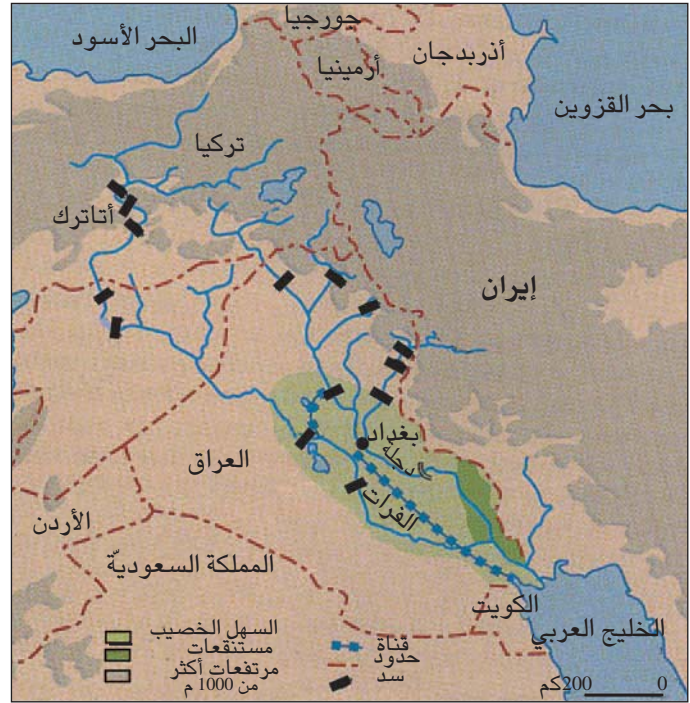 جورجيا
البحر الأسود
أذربدجان
أرمينيا
بحر القزوين
تركيا
أتاترك
إيران
بغداد
دجلة
العراق
الفرات
الأردن
المملكة السعوديّة
الكويت
الخليج العربي
السهل الخصيب
مستنقعات
مرتفعات أكثر
من 1000 م
قناة
حدود
سد
200كم 0